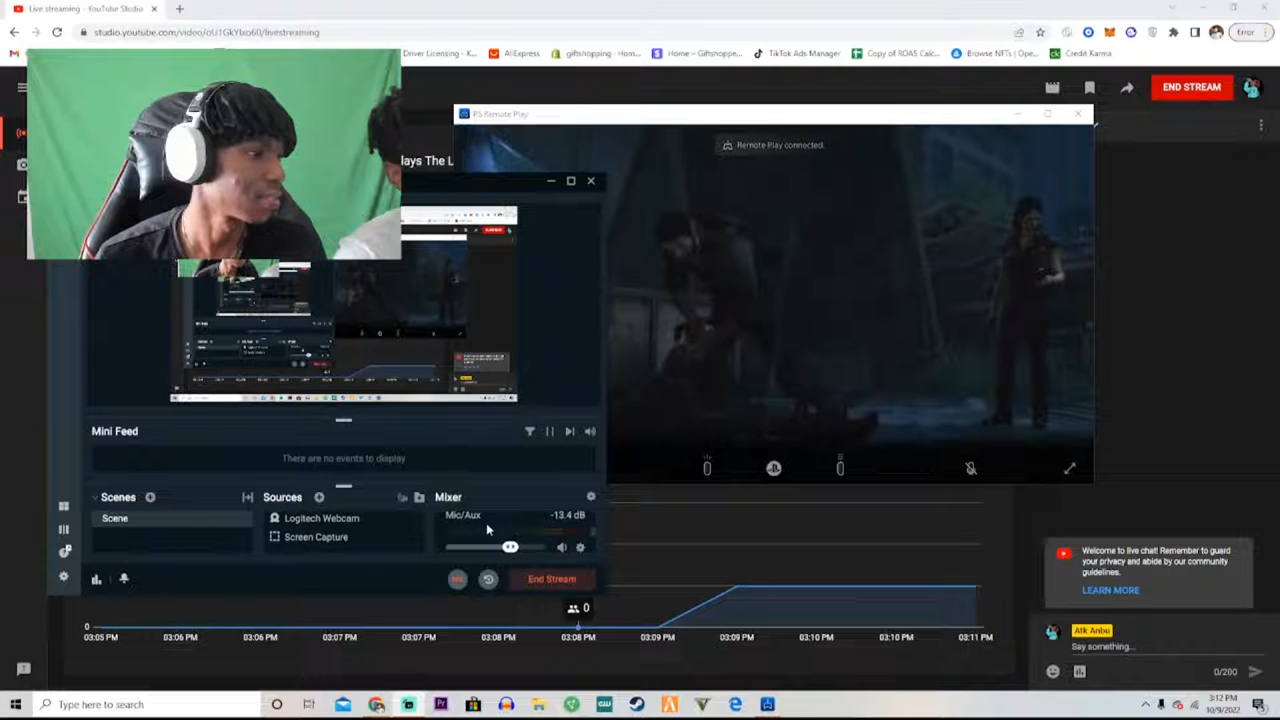 Live streaming - YouTube Studio
studio.youtube.com/video/oU1GkYlxo60/livestreaming
Error
Driver Licensing - K...
AliExpress
giftshopping - Hom...
Home – Giftshoppe...
TikTok Ads Manager
Copy of ROAS Calc...
Browse NFTs | Ope...
Credit Karma
END STREAM
PS Remote Play
Remote Play connected.
lays The L
Mini Feed
There are no events to display
Scenes
Sources
Mixer
Scene
Logitech Webcam
Screen Capture
Mic/Aux
-13.4 dB
REC
End Stream
0
0
03:05 PM 03:06 PM 03:06 PM 03:07 PM 03:07 PM 03:08 PM 03:08 PM 03:09 PM 03:09 PM 03:10 PM 03:10 PM 03:11 PM
Welcome to live chat! Remember to guard
your privacy and abide by our community
guidelines.
LEARN MORE
Atk Anbu
Say something...
0/200
Type here to search
3:12 PM
10/9/2022